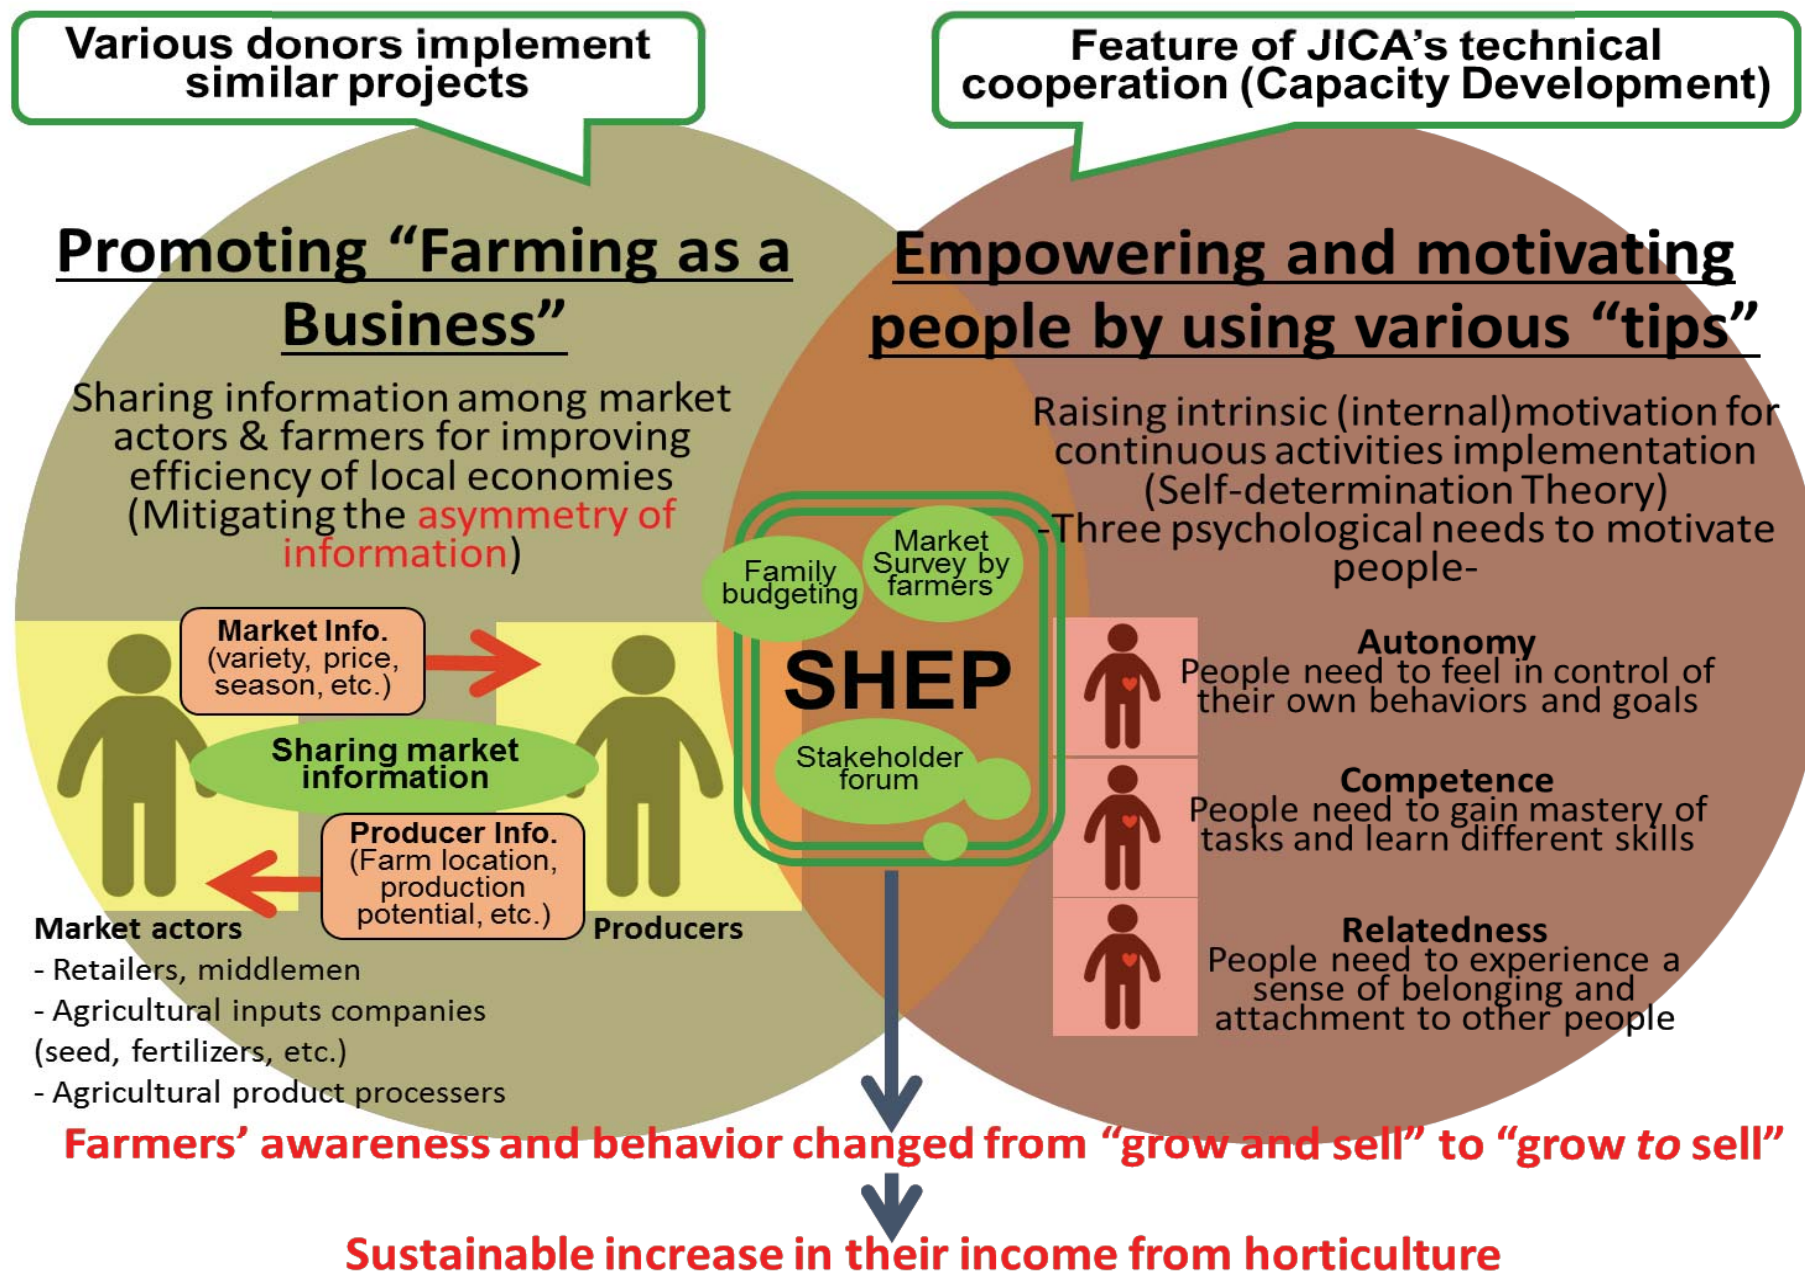 Various donors implement
similar projects
Feature of JICA's technical
cooperation (Capacity Development)
Promoting “Farming as a
Business”
Sharing information among market
actors & farmers for improving
efficiency of local economies
(Mitigating the asymmetry of
information)
Market Info.
(variety, price,
season, etc.)
Sharing market
information
Producer Info.
(Farm location,
production
potential, etc.)
Market actors
- Retailers, middlemen
- Agricultural inputs companies
(seed, fertilizers, etc.)
- Agricultural product processers
Producers
Family
budgeting
Market
Survey by
farmers
SHEP
Stakeholder
forum
Empowering and motivating
people by using various “tips”
Raising intrinsic (internal)motivation for
continuous activities implementation
(Self-determination Theory)
-Three psychological needs to motivate
people-
Autonomy
People need to feel in control of
their own behaviors and goals
Competence
People need to gain mastery of
tasks and learn different skills
Relatedness
People need to experience a
sense of belonging and
attachment to other people
Farmers’ awareness and behavior changed from “grow and sell” to “grow to sell”
Sustainable increase in their income from horticulture